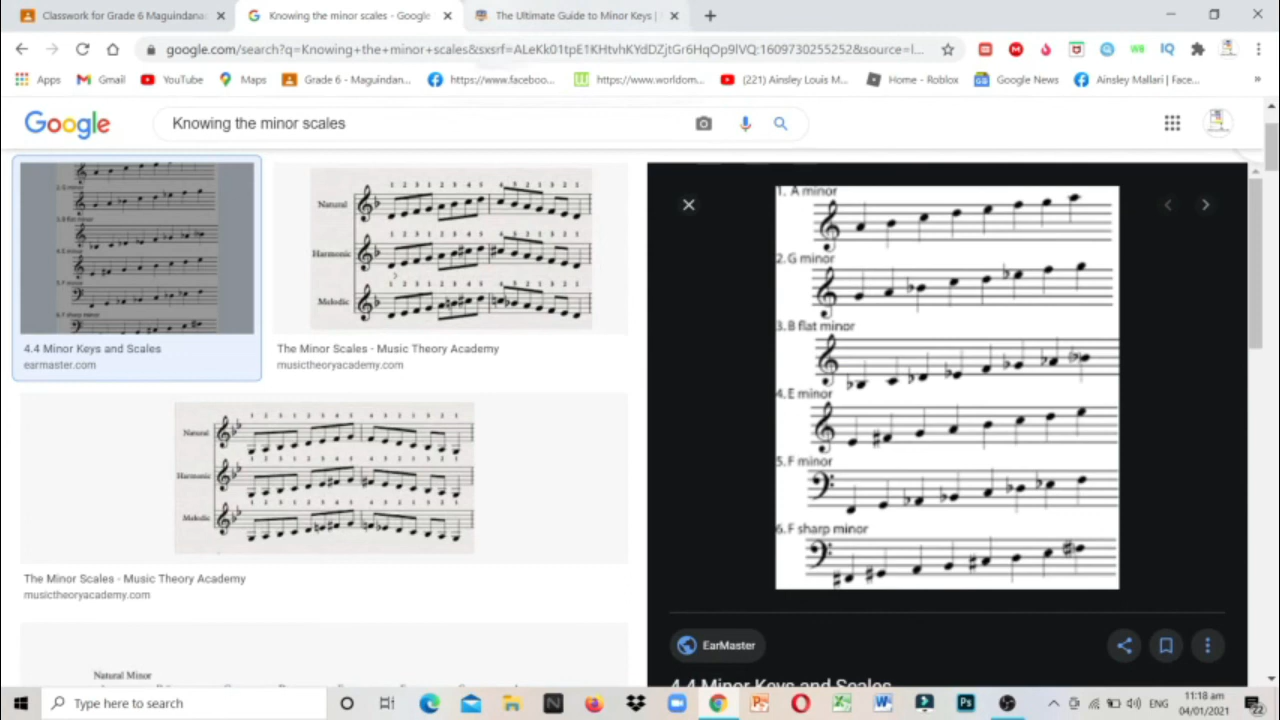 Classwork for Grade 6 Maguindana
Knowing the minor scales - Google
The Ultimate Guide to Minor Keys |
google.com/search?q=Knowing+the+minor+scales&sxsrf=ALeKk01tpE1KHtvhKYdDZjtGr6HqOp9lVQ:1609730255252&source=l...
Apps
Gmail
YouTube
Maps
Grade 6 - Maguindan...
https://www.faceboo...
https://www.worldom...
(221) Ainsley Louis M...
Home - Roblox
Google News
Ainsley Mallari | Face...
Google
Knowing the minor scales
4.4 Minor Keys and Scales
earmaster.com
Natural
Harmonic
Melodic
The Minor Scales - Music Theory Academy
musictheoryacademy.com
Natural
Harmonic
Melodic
The Minor Scales - Music Theory Academy
musictheoryacademy.com
Natural Minor
1. A minor
2. G minor
3. B flat minor
4. E minor
5. F minor
6. F sharp minor
EarMaster
4.4 Minor Keys and Scales
Type here to search
ENG
11:18 am
04/01/2021
22